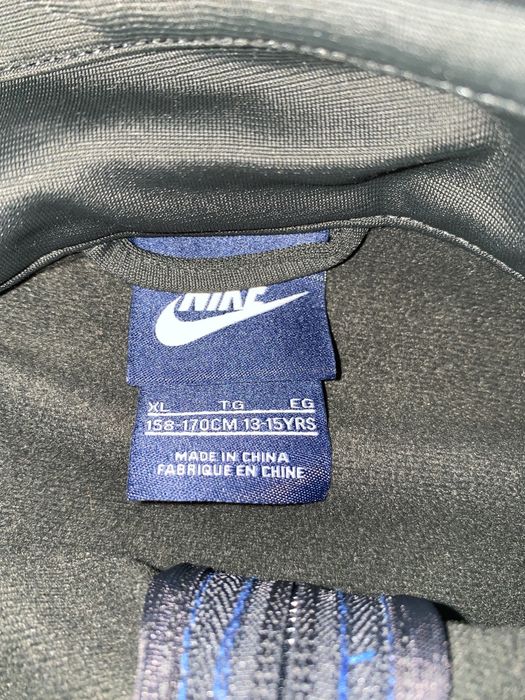 NIKE
XL TG EG
158-170CM 13-15YRS
MADE IN CHINA
FABRIQUE EN CHINE